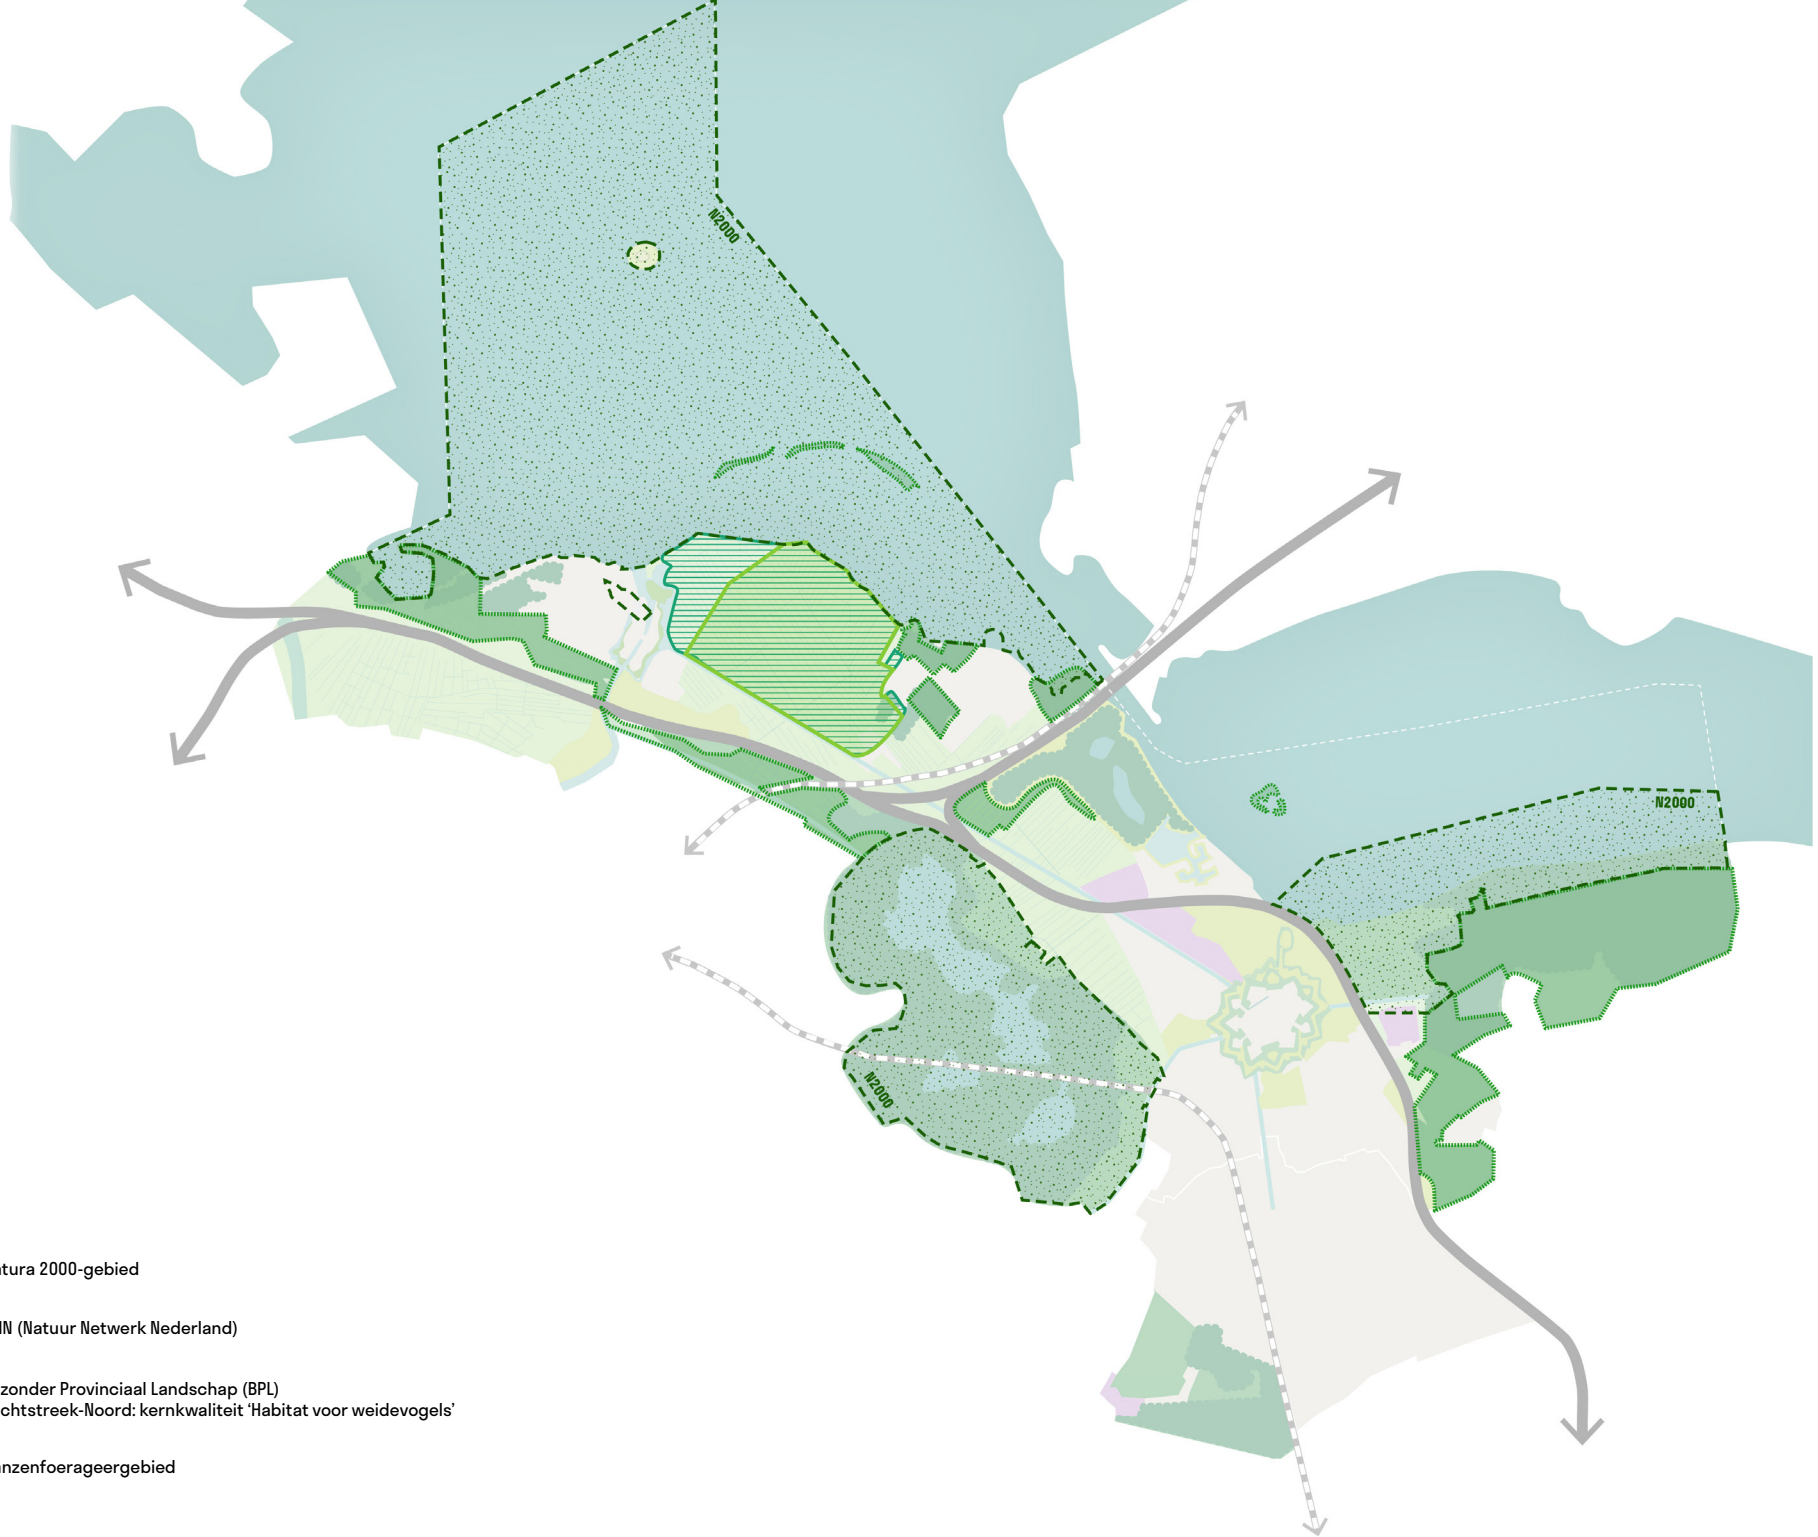 N2000
N2000
N2000
tura 2000-gebied
N (Natuur Netwerk Nederland)
zonder Provinciaal Landschap (BPL)
chtstreek-Noord: kernkwaliteit ‘Habitat voor weidevogels’
nzenfoerageergebied